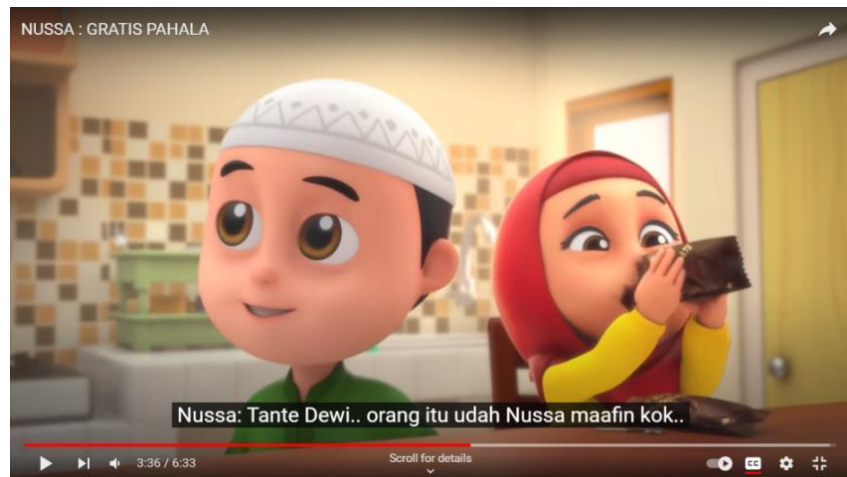 NUSSA : GRATIS PAHALA
Nussa: Tante Dewi.. orang itu udah Nussa maafin kok..
3:36 / 6:33
Scroll for details
CC